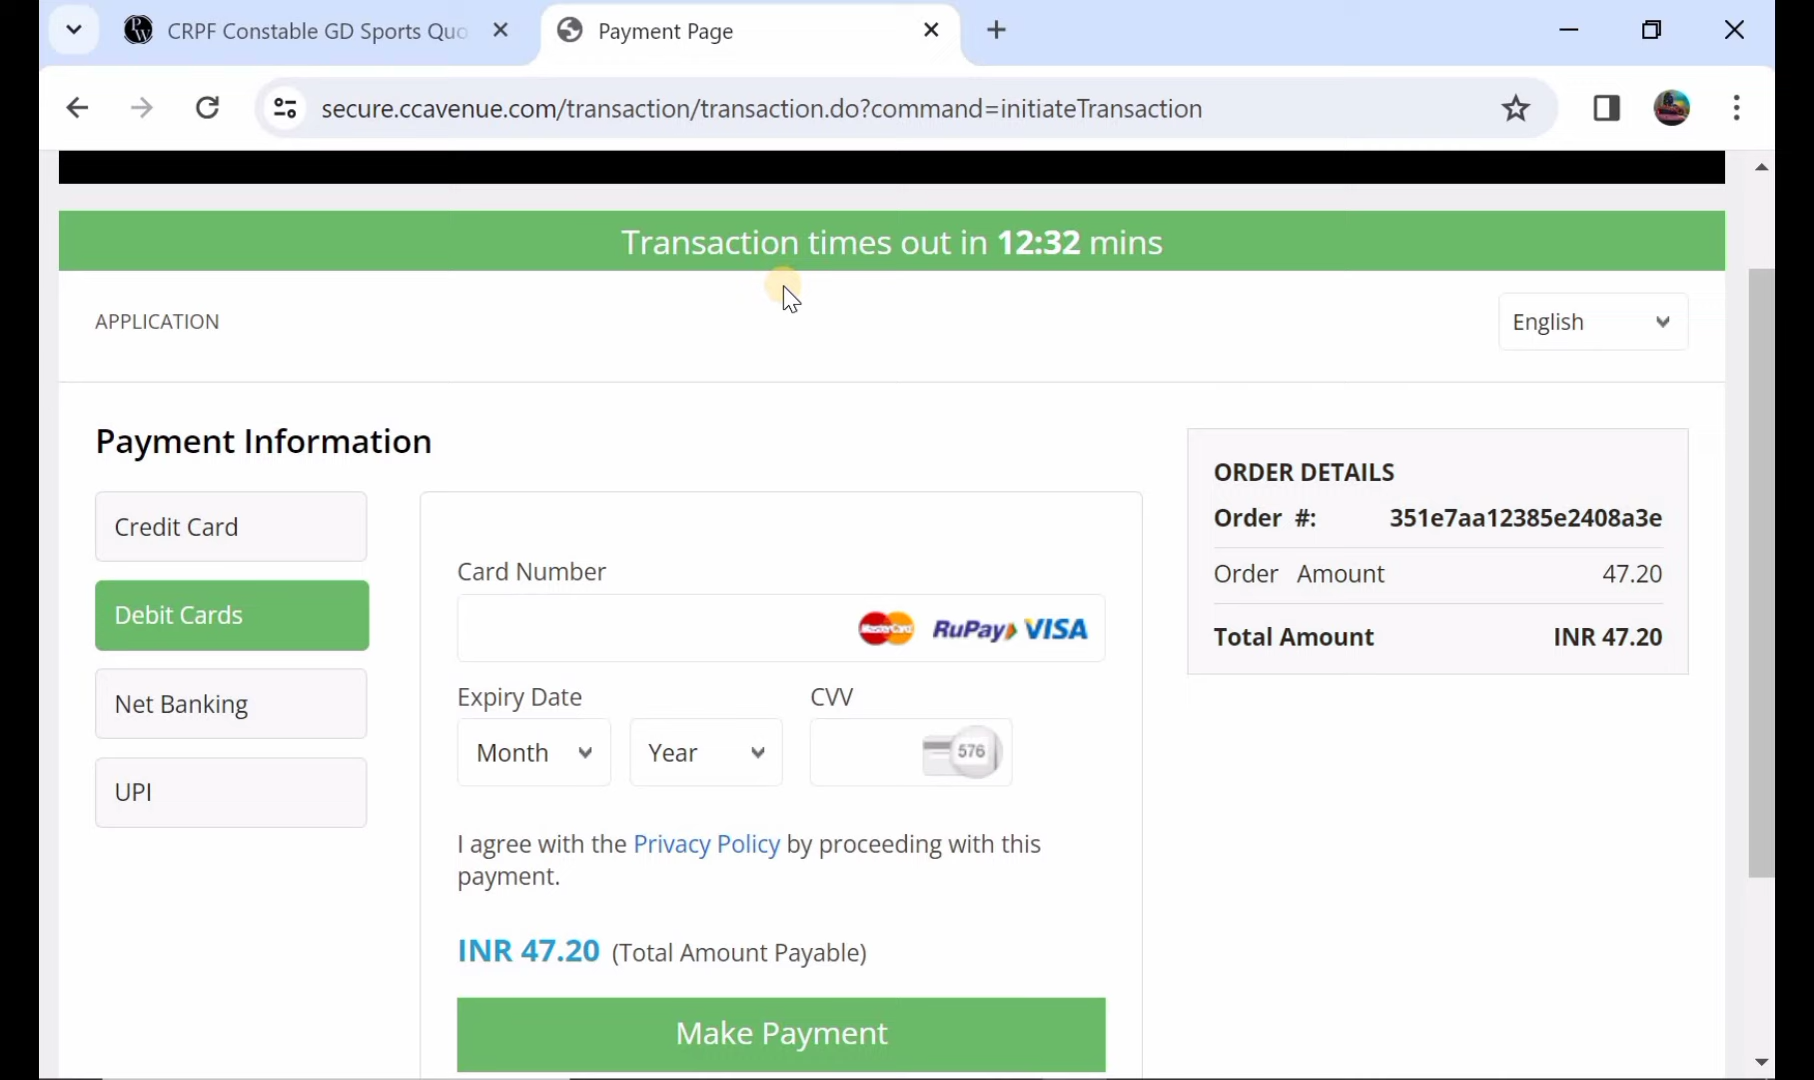 CRPF Constable GD Sports Quo
Payment Page
secure.ccavenue.com/transaction/transaction.do?command=initiateTransaction
Transaction times out in 12:32 mins
APPLICATION
English
Payment Information
Credit Card
Debit Cards
Net Banking
UPI
Card Number
MasterCard RuPay VISA
Expiry Date CVV
Month Year 576
I agree with the Privacy Policy by proceeding with this
payment.
INR 47.20 (Total Amount Payable)
Make Payment
ORDER DETAILS
Order #: 351e7aa12385e2408a3e
Order Amount 47.20
Total Amount INR 47.20